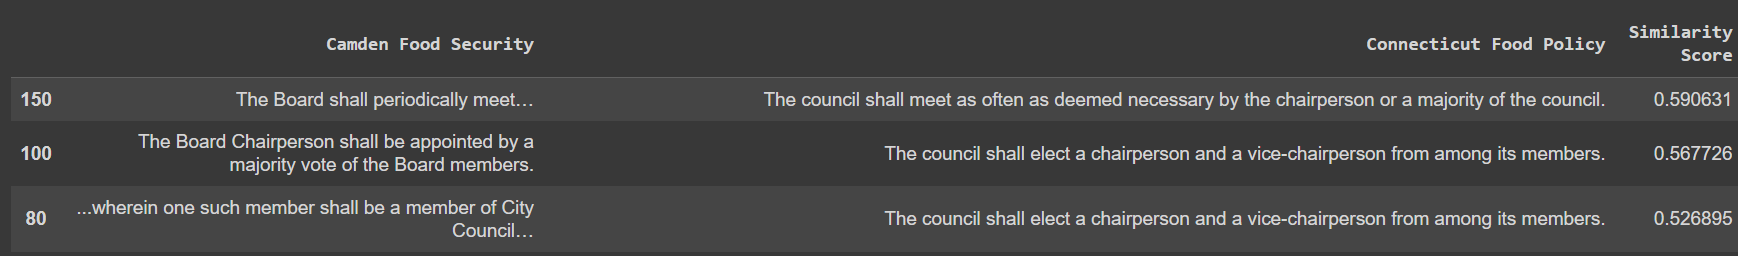 Camden Food Security Connecticut Food Policy Similarity
Score
150 The Board shall periodically meet… The council shall meet as often as deemed necessary by the chairperson or a majority of the council. 0.590631
100 The Board Chairperson shall be appointed by a
majority vote of the Board members. The council shall elect a chairperson and a vice-chairperson from among its members. 0.567726
80 ...wherein one such member shall be a member of City
Council… The council shall elect a chairperson and a vice-chairperson from among its members. 0.526895